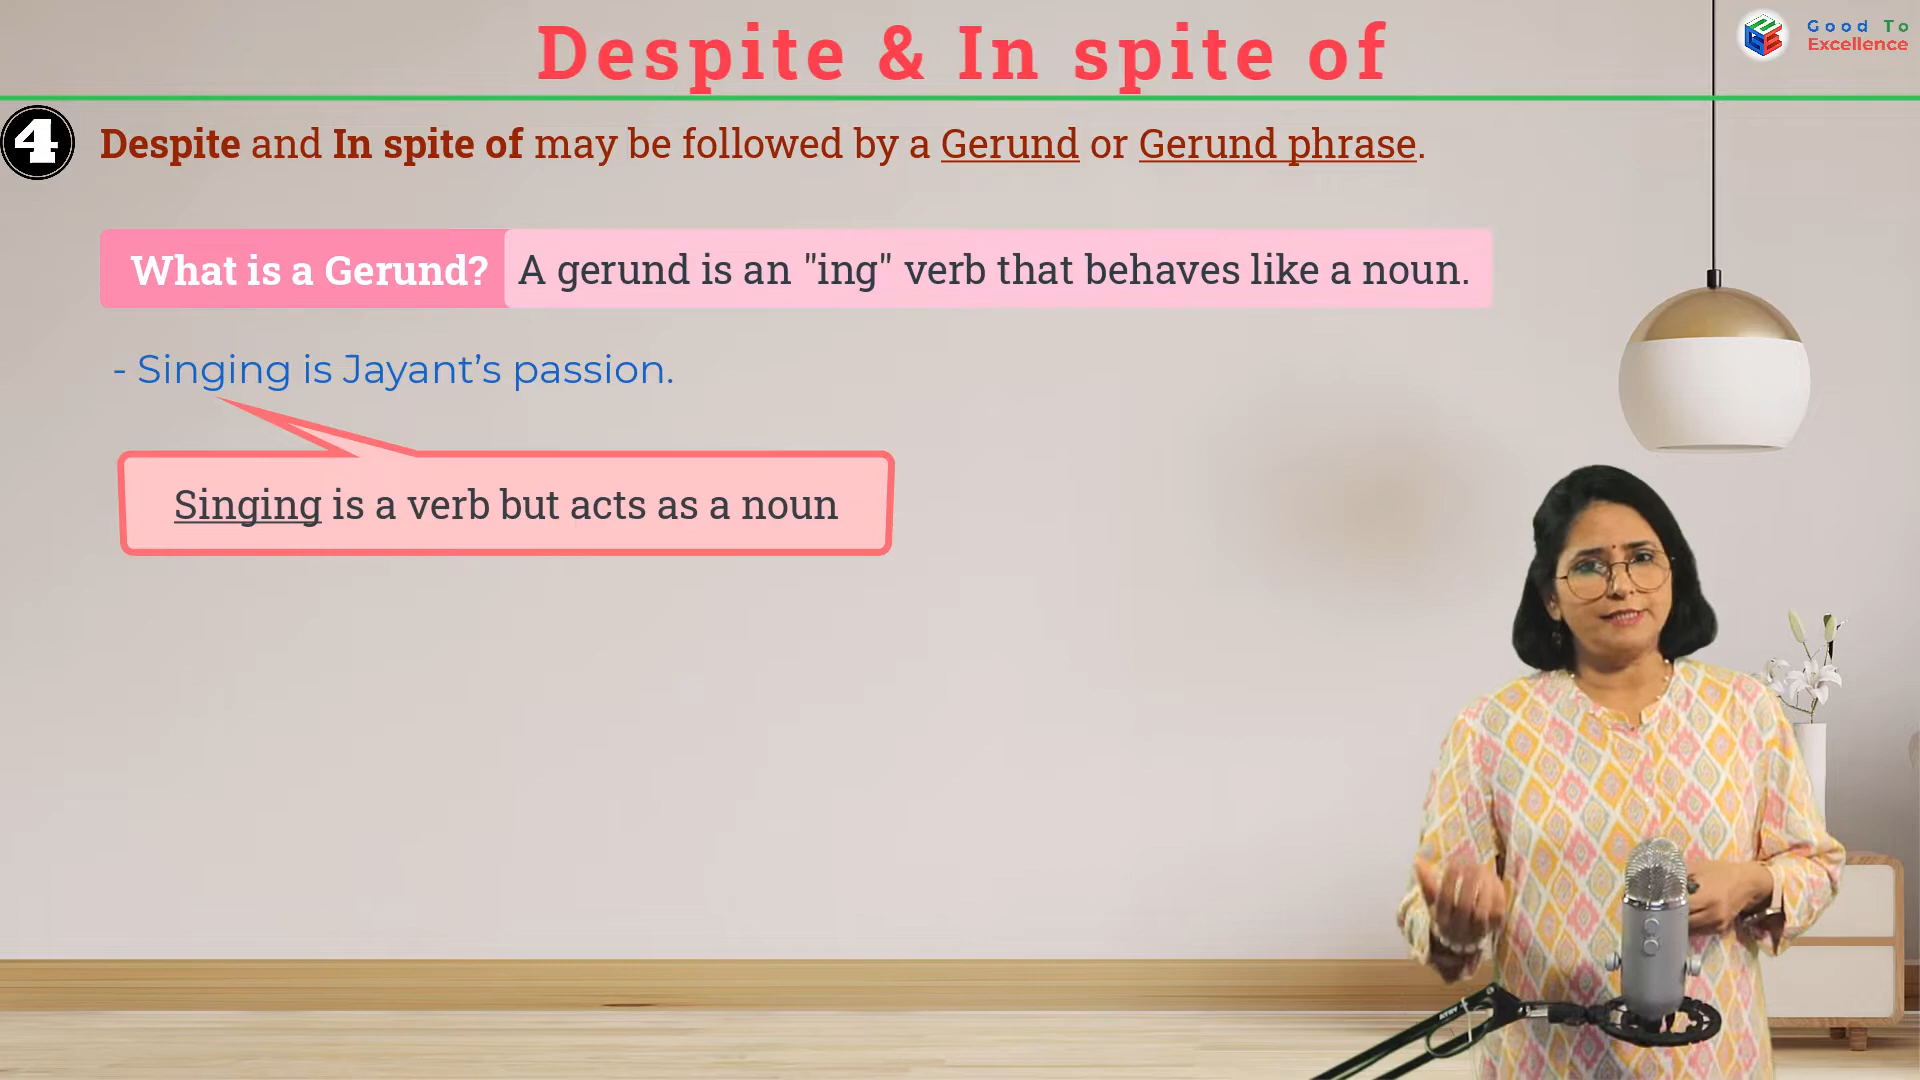 Despite & In spite of
Good To
Excellence
4
Despite and In spite of may be followed by a Gerund or Gerund phrase.
What is a Gerund? A gerund is an "ing" verb that behaves like a noun.
- Singing is Jayant’s passion.
Singing is a verb but acts as a noun